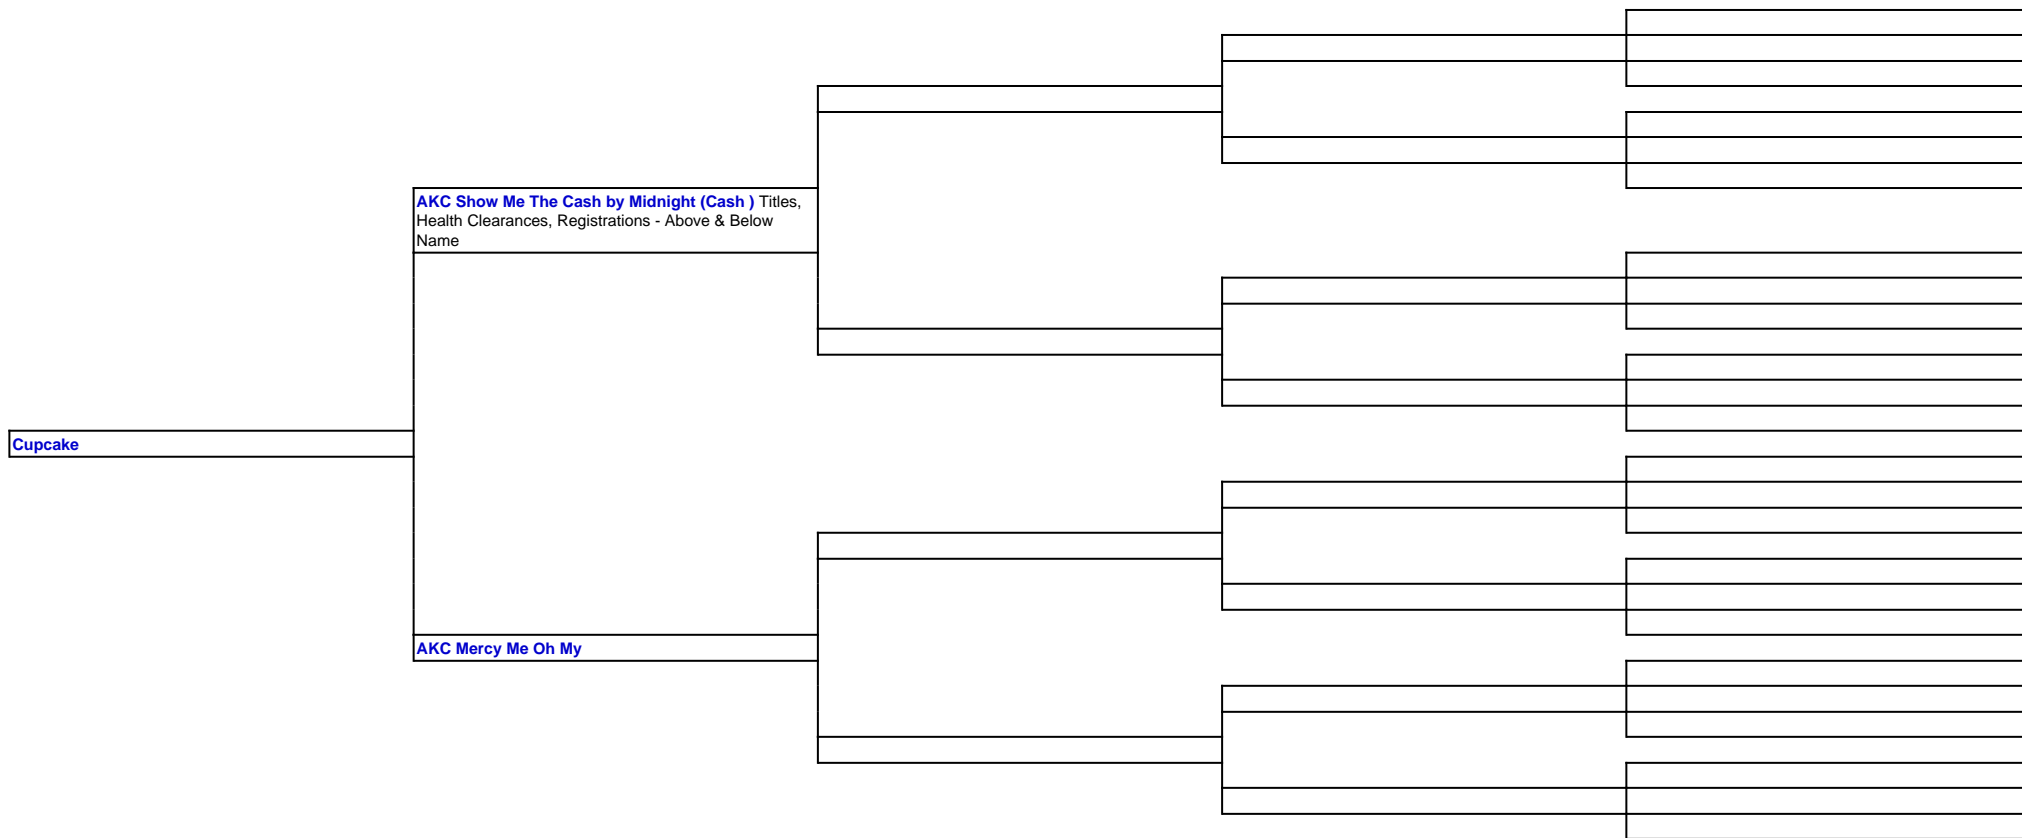 AKC Show Me The Cash by Midnight (Cash ) Titles,
Health Clearances, Registrations - Above & Below
Name
Cupcake
AKC Mercy Me Oh My